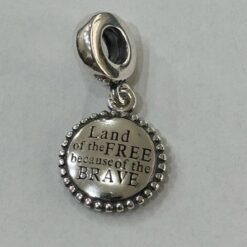 Land
of the FREE
because of the
BRAVE